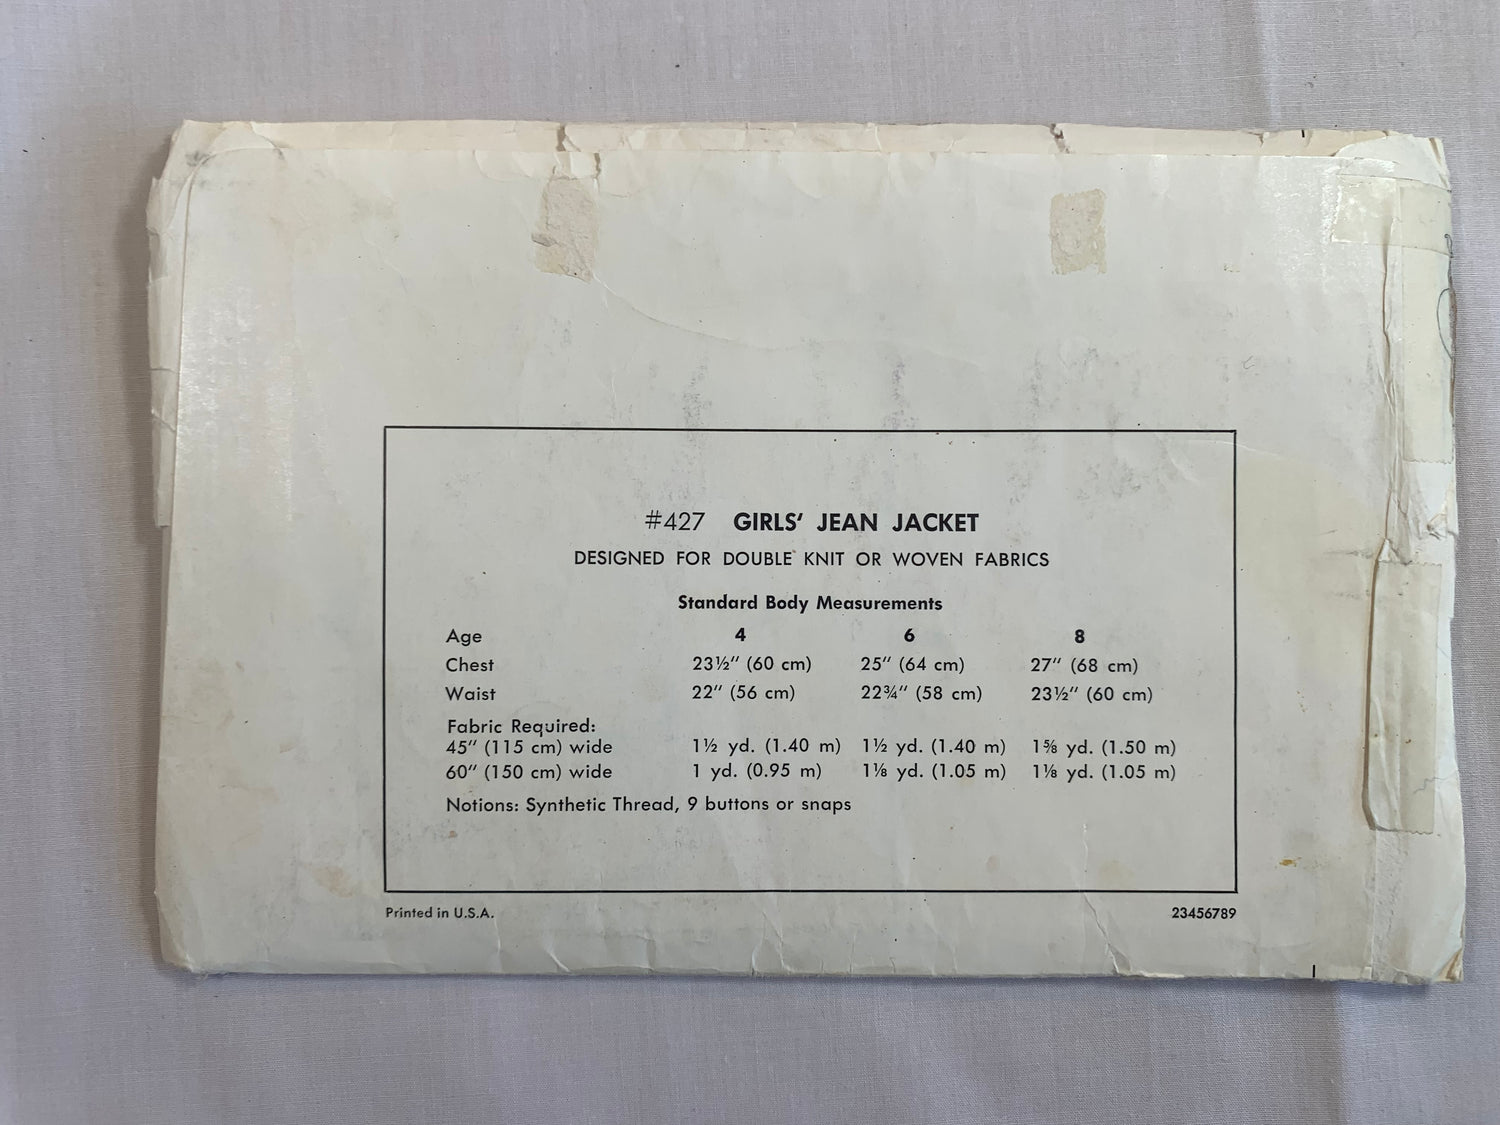 #427 GIRLS' JEAN JACKET
DESIGNED FOR DOUBLE KNIT OR WOVEN FABRICS
Standard Body Measurements
Age 4 6 8
Chest 23½" (60 cm) 25" (64 cm) 27" (68 cm)
Waist 22" (56 cm) 22¾" (58 cm) 23½" (60 cm)
Fabric Required:
45" (115 cm) wide 1½ yd. (1.40 m) 1½ yd. (1.40 m) 1⅝ yd. (1.50 m)
60" (150 cm) wide 1 yd. (0.95 m) 1⅛ yd. (1.05 m) 1⅛ yd. (1.05 m)
Notions: Synthetic Thread, 9 buttons or snaps
Printed in U.S.A. 23456789